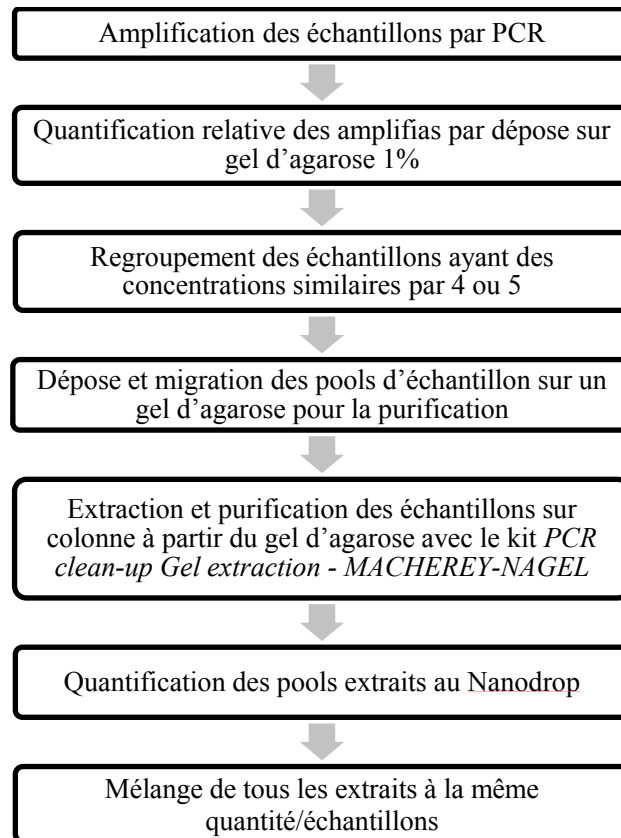 Amplification des échantillons par PCR
Quantification relative des amplifias par dépose sur
gel d’agarose 1%
Regroupement des échantillons ayant des
concentrations similaires par 4 ou 5
Dépose et migration des pools d’échantillon sur un
gel d’agarose pour la purification
Extraction et purification des échantillons sur
colonne à partir du gel d’agarose avec le kit PCR
clean-up Gel extraction - MACHEREY-NAGEL
Quantification des pools extraits au Nanodrop
Mélange de tous les extraits à la même
quantité/échantillons